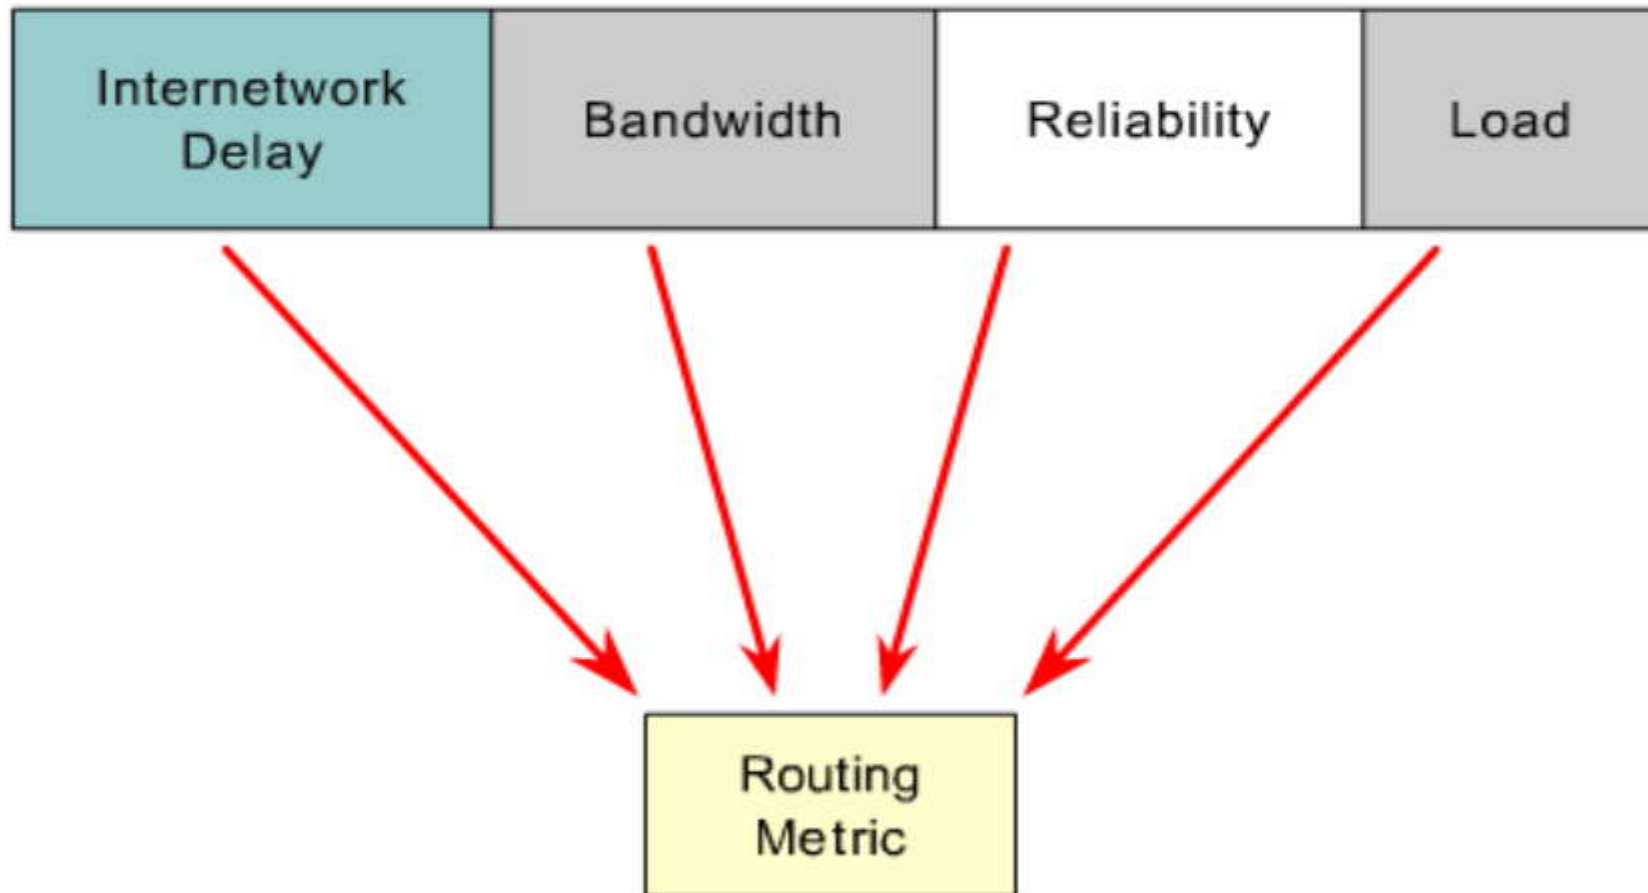 Internetwork
Delay
Bandwidth
Reliability
Load
Routing
Metric